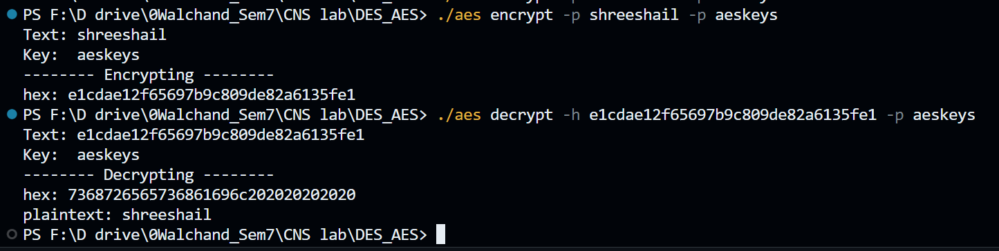 PS F:\D drive\0Walchand_Sem7\CNS lab\DES_AES> ./aes encrypt -p shreeshail -p aeskeys
Text: shreeshail
Key:  aeskeys
-------- Encrypting --------
hex: e1cdae12f65697b9c809de82a6135fe1
PS F:\D drive\0Walchand_Sem7\CNS lab\DES_AES> ./aes decrypt -h e1cdae12f65697b9c809de82a6135fe1 -p aeskeys
Text: e1cdae12f65697b9c809de82a6135fe1
Key:  aeskeys
-------- Decrypting --------
hex: 7368726565736861696c202020202020
plaintext: shreeshail
PS F:\D drive\0Walchand_Sem7\CNS lab\DES_AES>